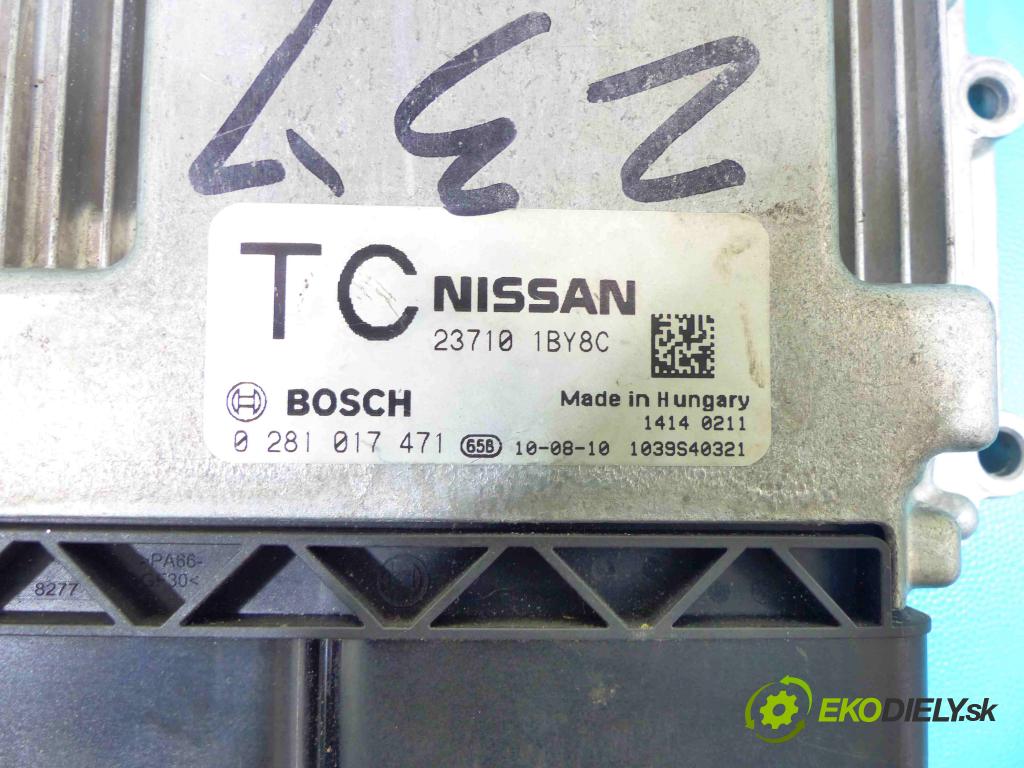 237
TC NISSAN
23710 1BY8C
BOSCH Made in Hungary
1414 0211
0 281 017 471 65B 10-08-10 1039S40321
>PA66-
GF30<
8277
EKODIELY.sk